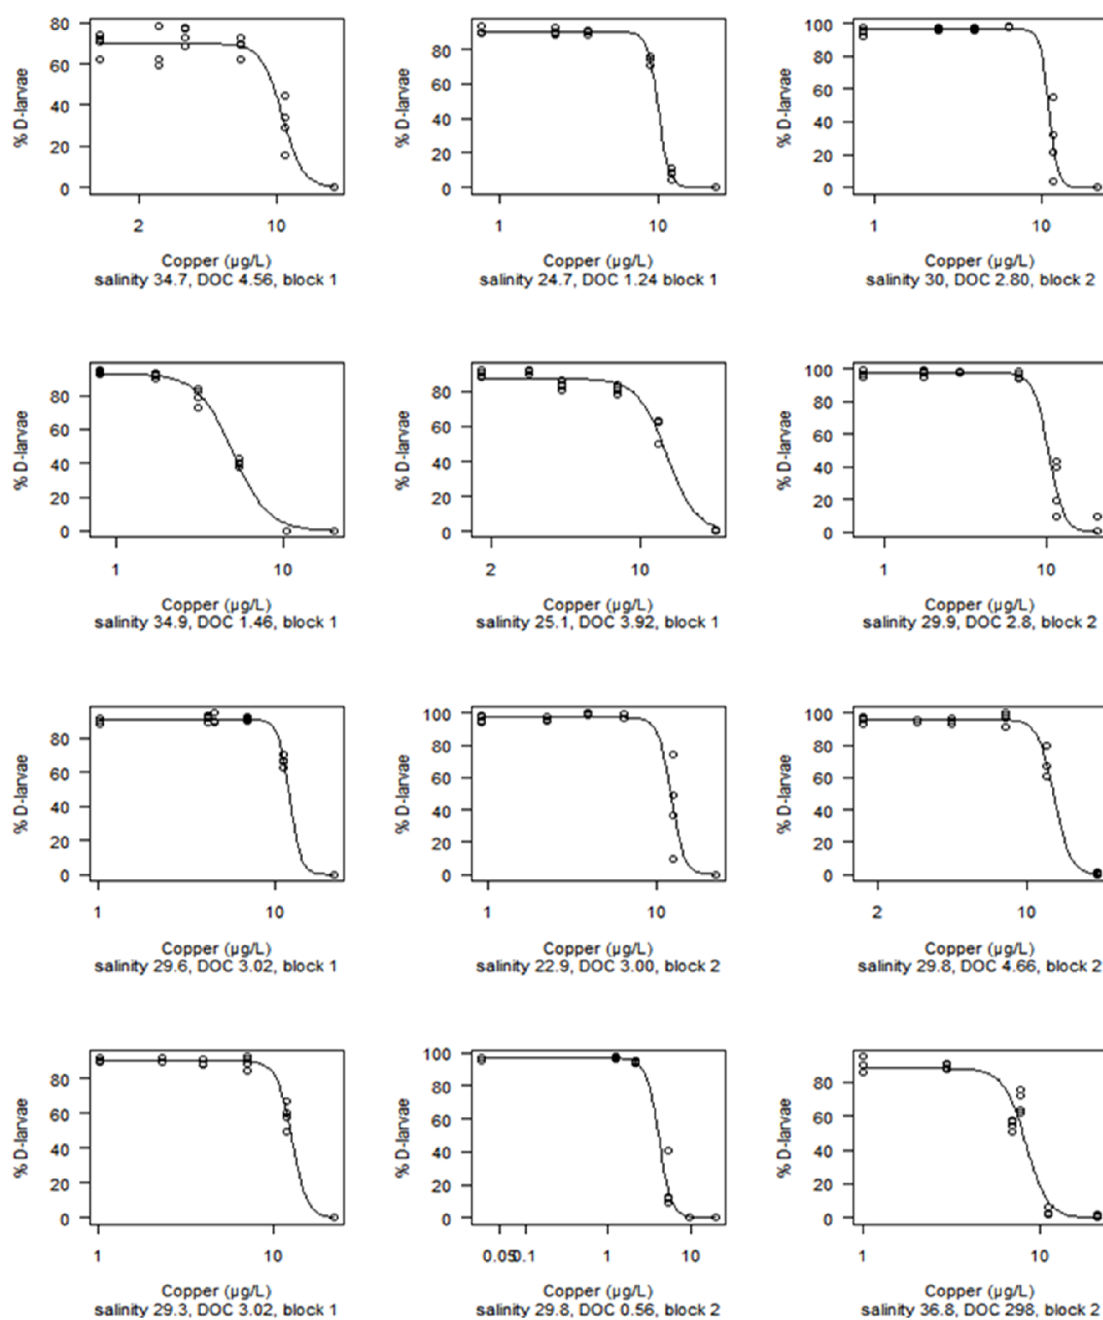 % D-larvae
80
60
40
20
0
2
10
Copper (µg/L)
salinity 34.7, DOC 4.56, block 1
% D-larvae
80
60
40
20
0
1
10
Copper (µg/L)
salinity 24.7, DOC 1.24 block 1
% D-larvae
100
80
60
40
20
0
1
10
Copper (µg/L)
salinity 30, DOC 2.80, block 2
% D-larvae
80
60
40
20
0
1
10
Copper (µg/L)
salinity 34.9, DOC 1.46, block 1
% D-larvae
80
60
40
20
0
2
10
Copper (µg/L)
salinity 25.1, DOC 3.92, block 1
% D-larvae
100
80
60
40
20
0
1
10
Copper (µg/L)
salinity 29.9, DOC 2.8, block 2
% D-larvae
80
60
40
20
0
1
10
Copper (µg/L)
salinity 29.6, DOC 3.02, block 1
% D-larvae
100
80
60
40
20
0
1
10
Copper (µg/L)
salinity 22.9, DOC 3.00, block 2
% D-larvae
100
80
60
40
20
0
2
10
Copper (µg/L)
salinity 29.8, DOC 4.66, block 2
% D-larvae
80
60
40
20
0
1
10
Copper (µg/L)
salinity 29.3, DOC 3.02, block 1
% D-larvae
100
80
60
40
20
0
0.05
0.1
1
10
Copper (µg/L)
salinity 29.8, DOC 0.56, block 2
% D-larvae
80
60
40
20
0
1
10
Copper (µg/L)
salinity 36.8, DOC 298, block 2